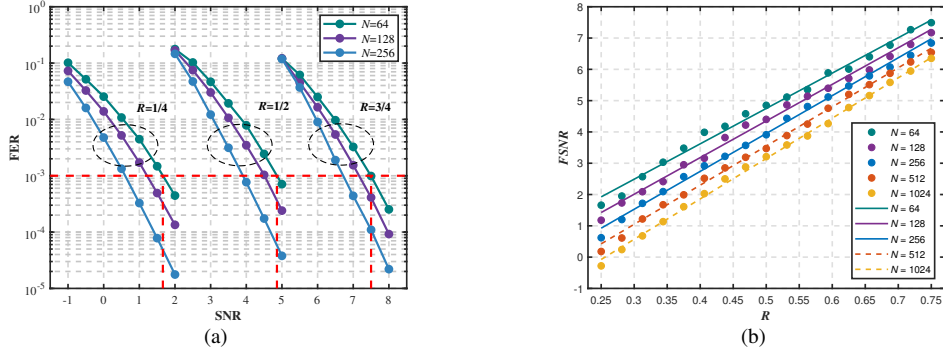 (a)
FER
10^-1
10^0
10^-1
10^-2
10^-3
10^-4
10^-5
-1
0
1
2
3
4
5
6
7
8
SNR
N=64
N=128
N=256
R=1/4
R=1/2
R=3/4
(b)
FSNR
8
7
6
5
4
3
2
1
0
-1
0.25
0.3
0.35
0.4
0.45
0.5
0.55
0.6
0.65
0.7
0.75
R
N = 64
N = 128
N = 256
N = 512
N = 1024
N = 64
N = 128
N = 256
N = 512
N = 1024